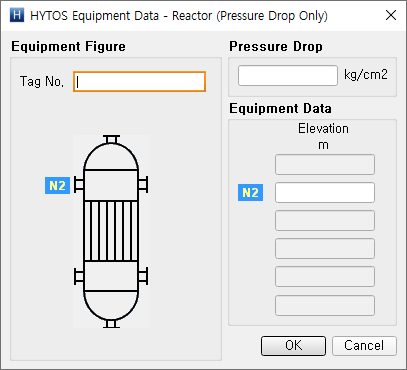 H HYTOS Equipment Data - Reactor (Pressure Drop Only)
Equipment Figure
Tag No.
N2
Pressure Drop
kg/cm2
Equipment Data
Elevation
m
N2
OK
Cancel